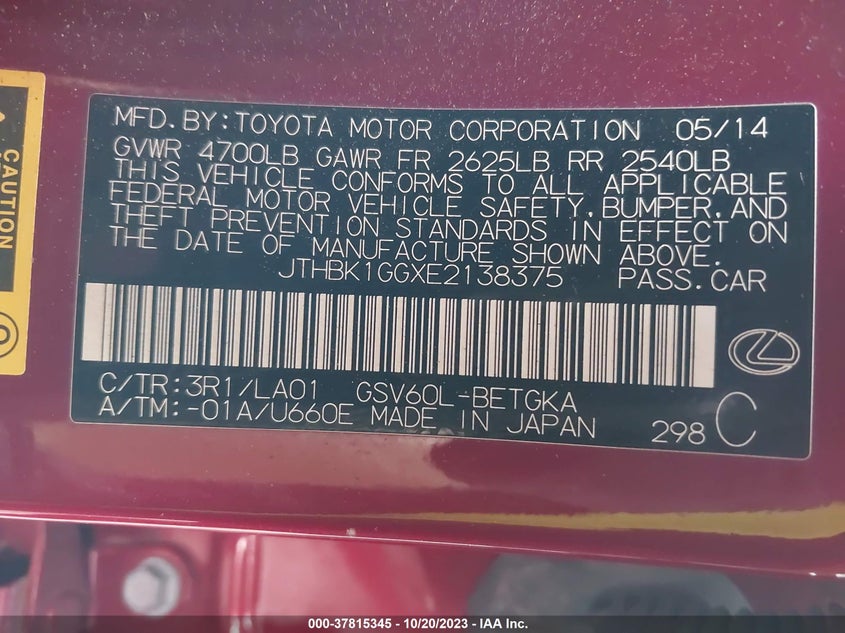 CAUTION
MFD.BY:TOYOTA MOTOR CORPORATION 05/14
GVWR 4700LB GAWR FR 2625LB RR 2540LB
THIS VEHICLE CONFORMS TO ALL APPLICABLE
FEDERAL MOTOR VEHICLE SAFETY,BUMPER,AND
THEFT PREVENTION STANDARDS IN EFFECT ON
THE DATE OF MANUFACTURE SHOWN ABOVE.
JTHBK1GGXE2138375 PASS.CAR
C/TR:3R1/LA01 GSV60L-BETGKA
A/TM:-01A/U660E MADE IN JAPAN 298 C
000-37815345 - 10/20/2023 - IAA Inc.